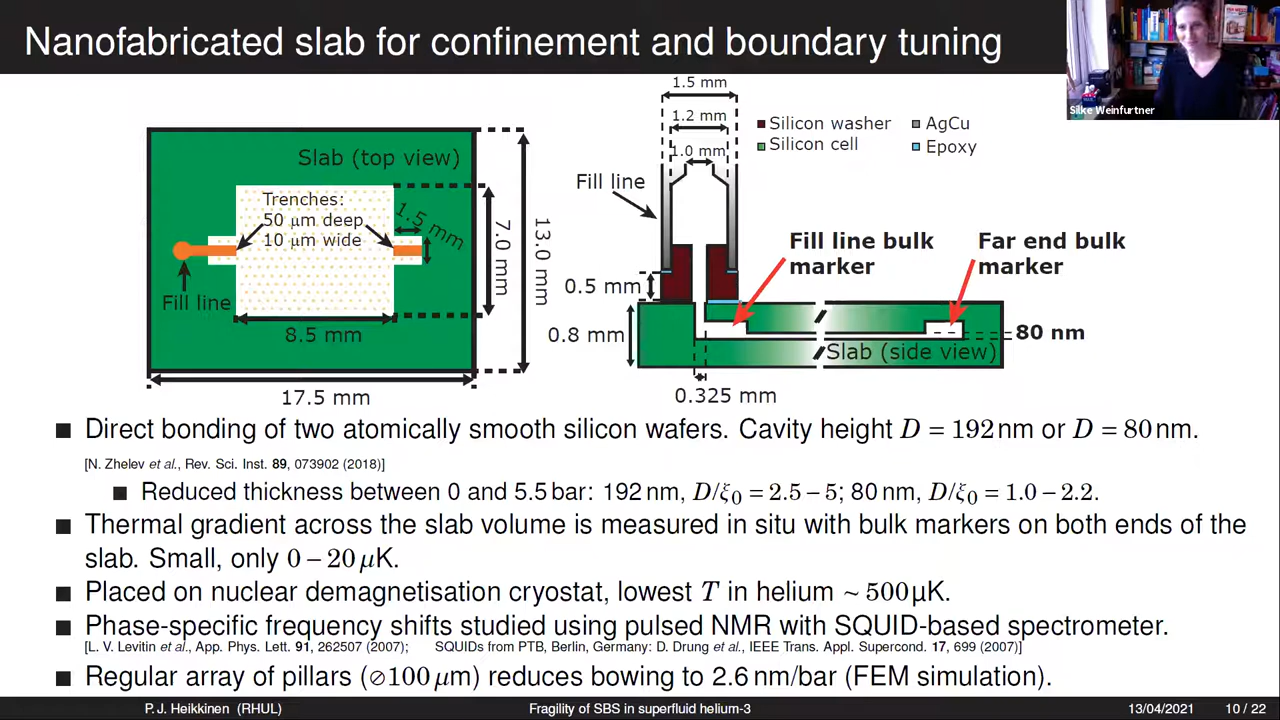 Nanofabricated slab for confinement and boundary tuning
Silke Weinfurtner
Slab (top view)
Trenches:
50 μm deep
10 μm wide
1.5 mm
Fill line
8.5 mm
7.0 mm
13.0 mm
17.5 mm
1.5 mm
1.2 mm
1.0 mm
Silicon washer
AgCu
Silicon cell
Epoxy
Fill line
Fill line bulk
marker
Far end bulk
marker
0.5 mm
0.8 mm
80 nm
Slab (side view)
0.325 mm
■ Direct bonding of two atomically smooth silicon wafers. Cavity height D = 192 nm or D = 80 nm.
[N. Zhelev et al., Rev. Sci. Inst. 89, 073902 (2018)]
■ Reduced thickness between 0 and 5.5 bar: 192 nm, D/ξ₀ = 2.5 – 5; 80 nm, D/ξ₀ = 1.0 – 2.2.
■ Thermal gradient across the slab volume is measured in situ with bulk markers on both ends of the
slab. Small, only 0 – 20 μK.
■ Placed on nuclear demagnetisation cryostat, lowest T in helium ~ 500 μK.
■ Phase-specific frequency shifts studied using pulsed NMR with SQUID-based spectrometer.
[L. V. Levitin et al., App. Phys. Lett. 91, 262507 (2007); SQUIDs from PTB, Berlin, Germany: D. Drung et al., IEEE Trans. Appl. Supercond. 17, 699 (2007)]
■ Regular array of pillars (⌀100 μm) reduces bowing to 2.6 nm/bar (FEM simulation).
P. J. Heikkinen (RHUL)
Fragility of SBS in superfluid helium-3
13/04/2021
10 / 22